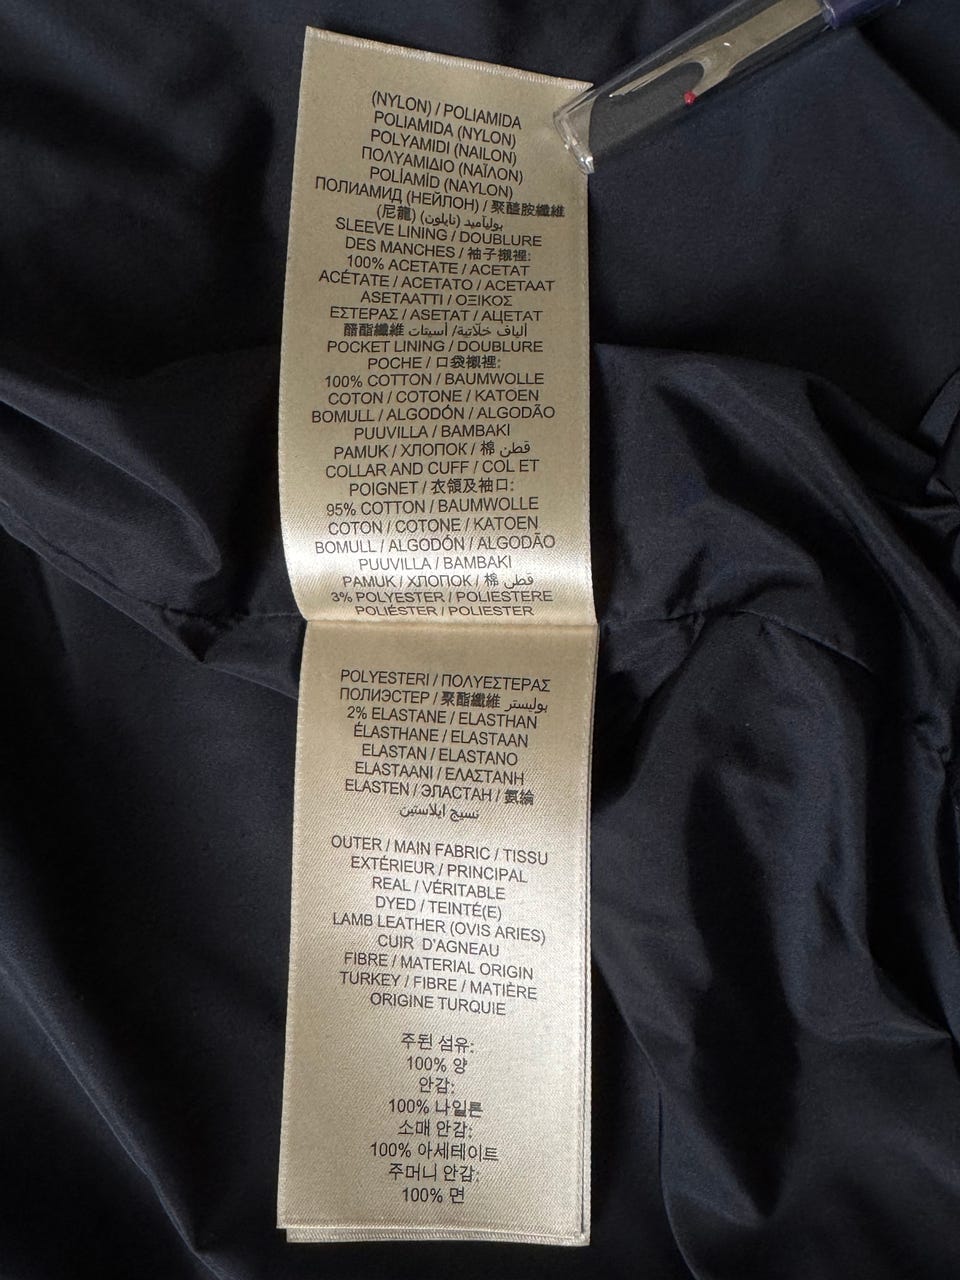 (NYLON) / POLIAMIDA
POLIAMIDA (NYLON)
POLYAMIDI (NAILON)
ΠΟΛΥΑΜΙΔΙΟ (ΝΑΪΛΟΝ)
POLİAMİD (NAYLON)
ПОЛИАМИД (НЕЙЛОН) / 聚醯胺纖維
(尼龍) بوليآميد (نايلون)
SLEEVE LINING / DOUBLURE
DES MANCHES / 袖子襯裡:
100% ACETATE / ACETAT
ACÉTATE / ACETATO / ACETAAT
ASETAATTI / ΟΞΙΚΟΣ
ΕΣΤΕΡΑΣ / ASETAT / АЦЕТАТ
醋酯纖維 ألياف خلّاتية/ أسيتات
POCKET LINING / DOUBLURE
POCHE / 口袋襯裡:
100% COTTON / BAUMWOLLE
COTON / COTONE / KATOEN
BOMULL / ALGODÓN / ALGODÃO
PUUVILLA / BAMBAKI
PAMUK / ХЛОПОК / 棉 قطن
COLLAR AND CUFF / COL ET
POIGNET / 衣領及袖口:
95% COTTON / BAUMWOLLE
COTON / COTONE / KATOEN
BOMULL / ALGODÓN / ALGODÃO
PUUVILLA / BAMBAKI
PAMUK / ХЛОПОК / 棉 قطن
3% POLYESTER / POLIESTERE
POLIÉSTER / POLIESTER
POLYESTERI / ΠΟΛΥΕΣΤΕΡΑΣ
ПОЛИЭСТЕР / 聚酯纖維 بوليستر
2% ELASTANE / ELASTHAN
ÉLASTHANE / ELASTAAN
ELASTAN / ELASTANO
ELASTAANI / ΕΛΑΣΤΑΝΗ
ELASTEN / ЭЛАСТАН / 氨綸
نسيج ايلاستين
OUTER / MAIN FABRIC / TISSU
EXTÉRIEUR / PRINCIPAL
REAL / VÉRITABLE
DYED / TEINTÉ(E)
LAMB LEATHER (OVIS ARIES)
CUIR D'AGNEAU
FIBRE / MATERIAL ORIGIN
TURKEY / FIBRE / MATIÈRE
ORIGINE TURQUIE
주된 섬유:
100% 양
안감:
100% 나일론
소매 안감:
100% 아세테이트
주머니 안감:
100% 면